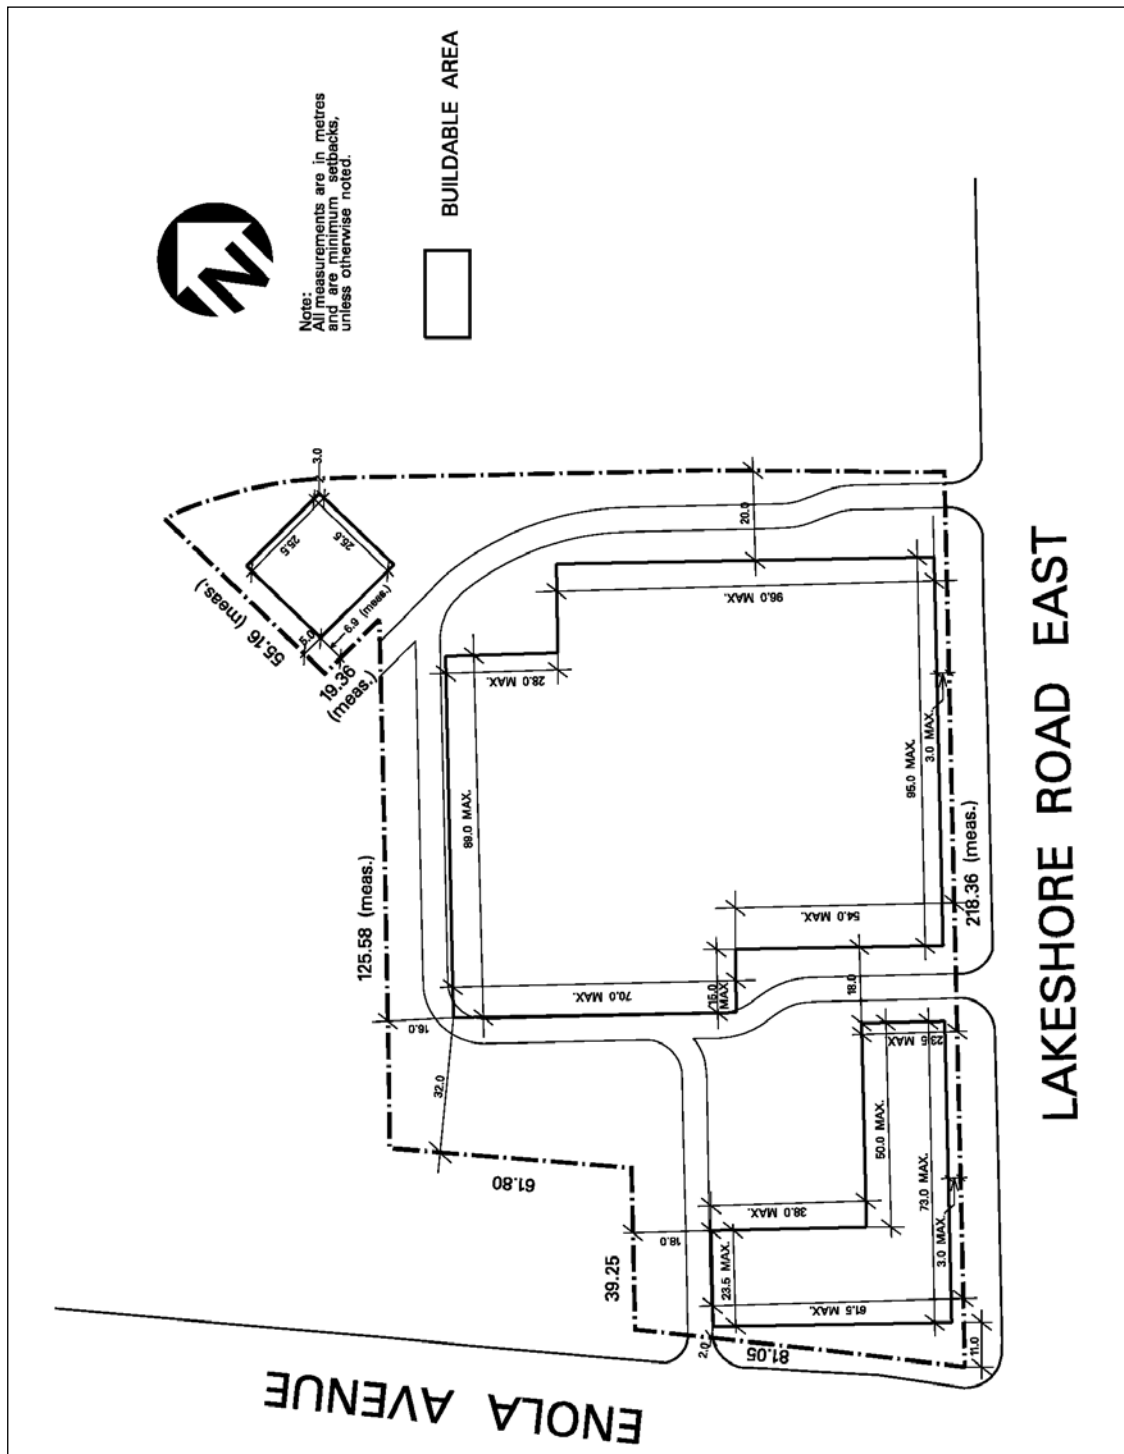 N
Note:
All measurements are in metres
and are minimum setbacks,
unless otherwise noted.
BUILDABLE AREA
3.0
25.5
25.6
55.16 (meas.)
5.0
6.9 (meas.)
19.36
(meas.)
20.0
96.0 MAX.
28.0 MAX.
89.0 MAX.
125.58 (meas.)
95.0 MAX.
3.0 MAX.
218.36 (meas.)
54.0 MAX.
70.0 MAX.
MAX
18.0
16.0
32.0
23.5 MAX
50.0 MAX.
73.0 MAX.
3.0 MAX.
38.0 MAX.
61.80
18.0
39.25
23.5 MAX.
61.5 MAX.
2.0
81.05
11.0
LAKESHORE ROAD EAST
ENOLA AVENUE